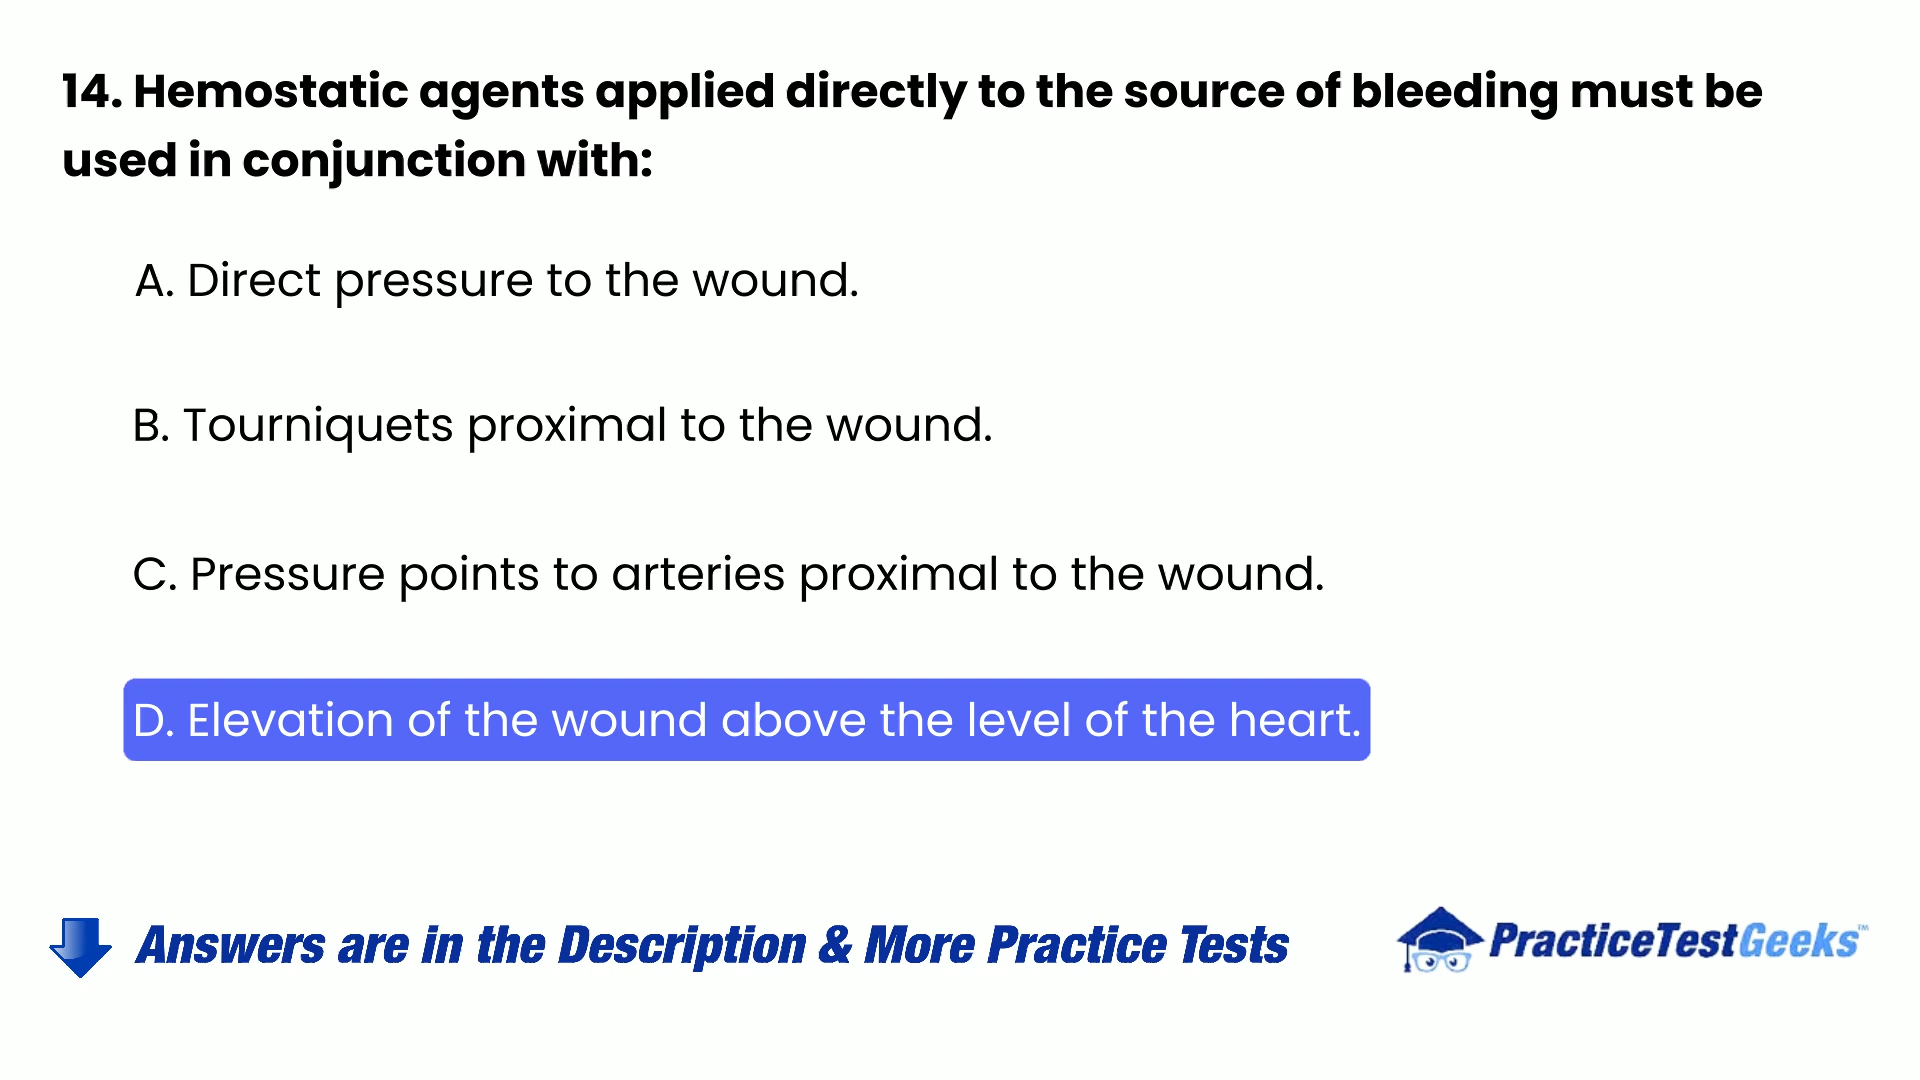 14. Hemostatic agents applied directly to the source of bleeding must be
used in conjunction with:
A. Direct pressure to the wound.
B. Tourniquets proximal to the wound.
C. Pressure points to arteries proximal to the wound.
D. Elevation of the wound above the level of the heart.
Answers are in the Description & More Practice Tests
PracticeTestGeeks™